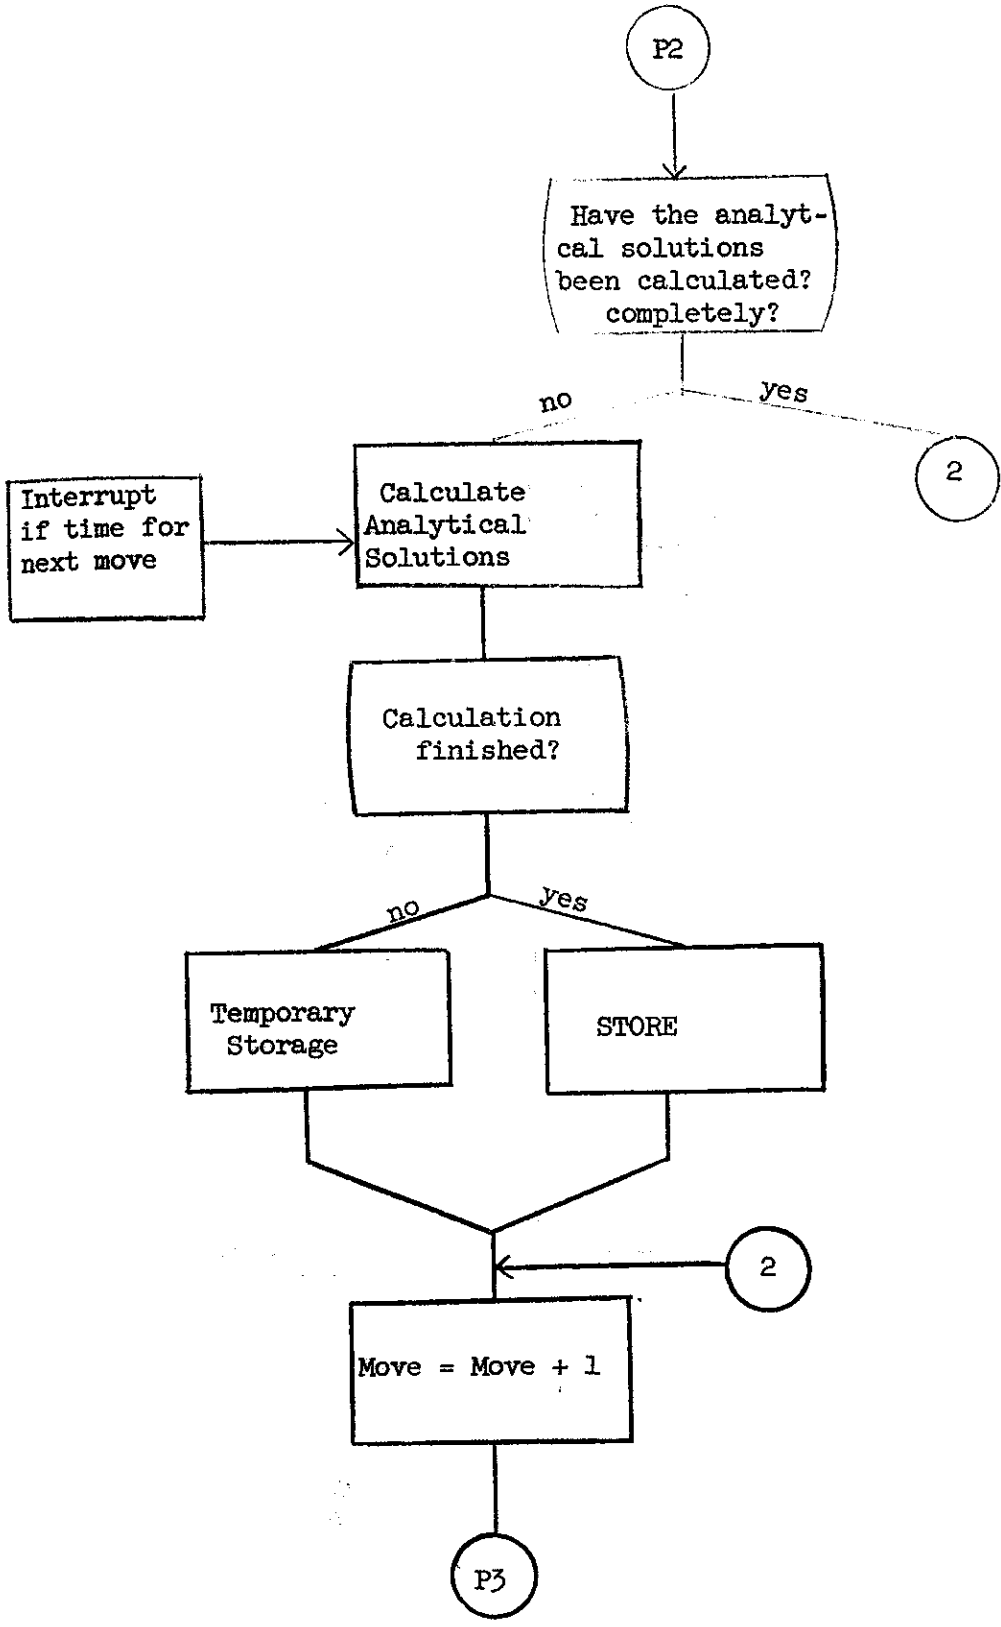 P2
Have the analyt-
cal solutions
been calculated?
completely?
no
yes
2
Interrupt
if time for
next move
Calculate
Analytical
Solutions
Calculation
finished?
no
yes
Temporary
Storage
STORE
2
Move = Move + 1
P3